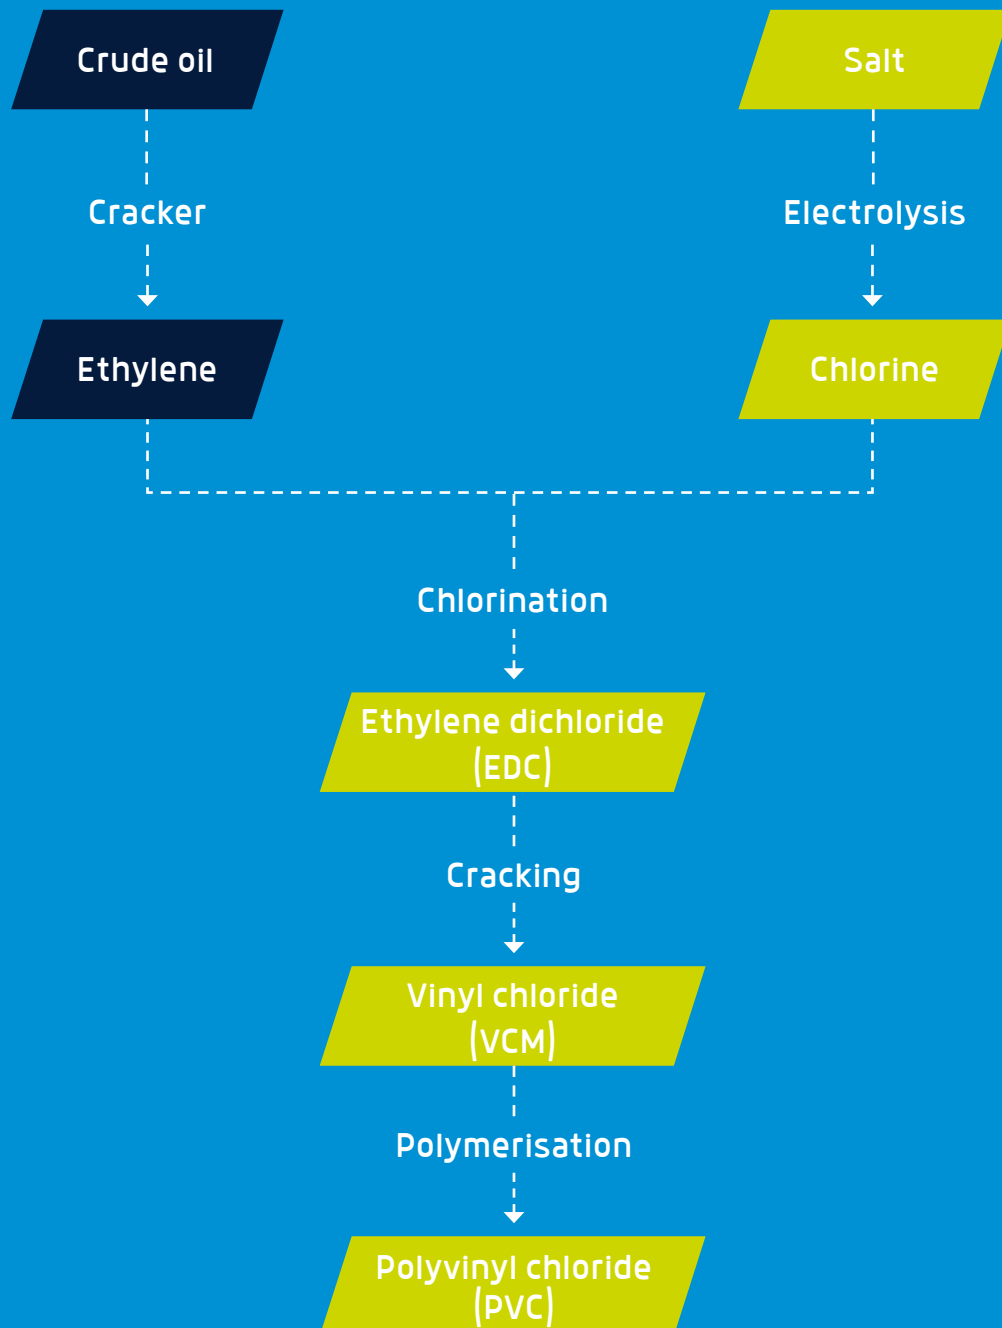 Crude oil
Salt
Cracker
Electrolysis
Ethylene
Chlorine
Chlorination
Ethylene dichloride
(EDC)
Cracking
Vinyl chloride
(VCM)
Polymerisation
Polyvinyl chloride
(PVC)